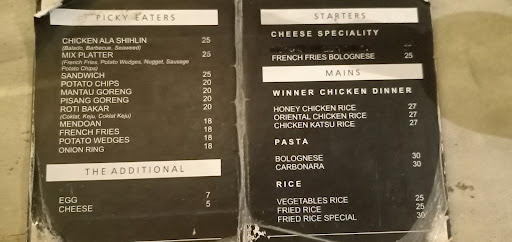 PICKY EATERS
CHICKEN ALA SHIHLIN 25
(Balado, Barbecue, Seaweed)
MIX PLATTER 25
(French Fries, Potato Wedges, Nugget, Sausage
Potato Chips)
SANDWICH 25
POTATO CHIPS 20
MANTAU GORENG 20
PISANG GORENG 20
ROTI BAKAR 20
(Coklat, Keju, Coklat Keju)
MENDOAN 18
FRENCH FRIES 18
POTATO WEDGES 18
ONION RING 18
THE ADDITIONAL
EGG 7
CHEESE 5
STARTERS
CHEESE SPECIALITY
FRENCH FRIES BOLOGNESE 25
MAINS
WINNER CHICKEN DINNER
HONEY CHICKEN RICE 27
ORIENTAL CHICKEN RICE 27
CHICKEN KATSU RICE 27
PASTA
BOLOGNESE 30
CARBONARA 30
RICE
VEGETABLES RICE 25
FRIED RICE 25
FRIED RICE SPECIAL 30